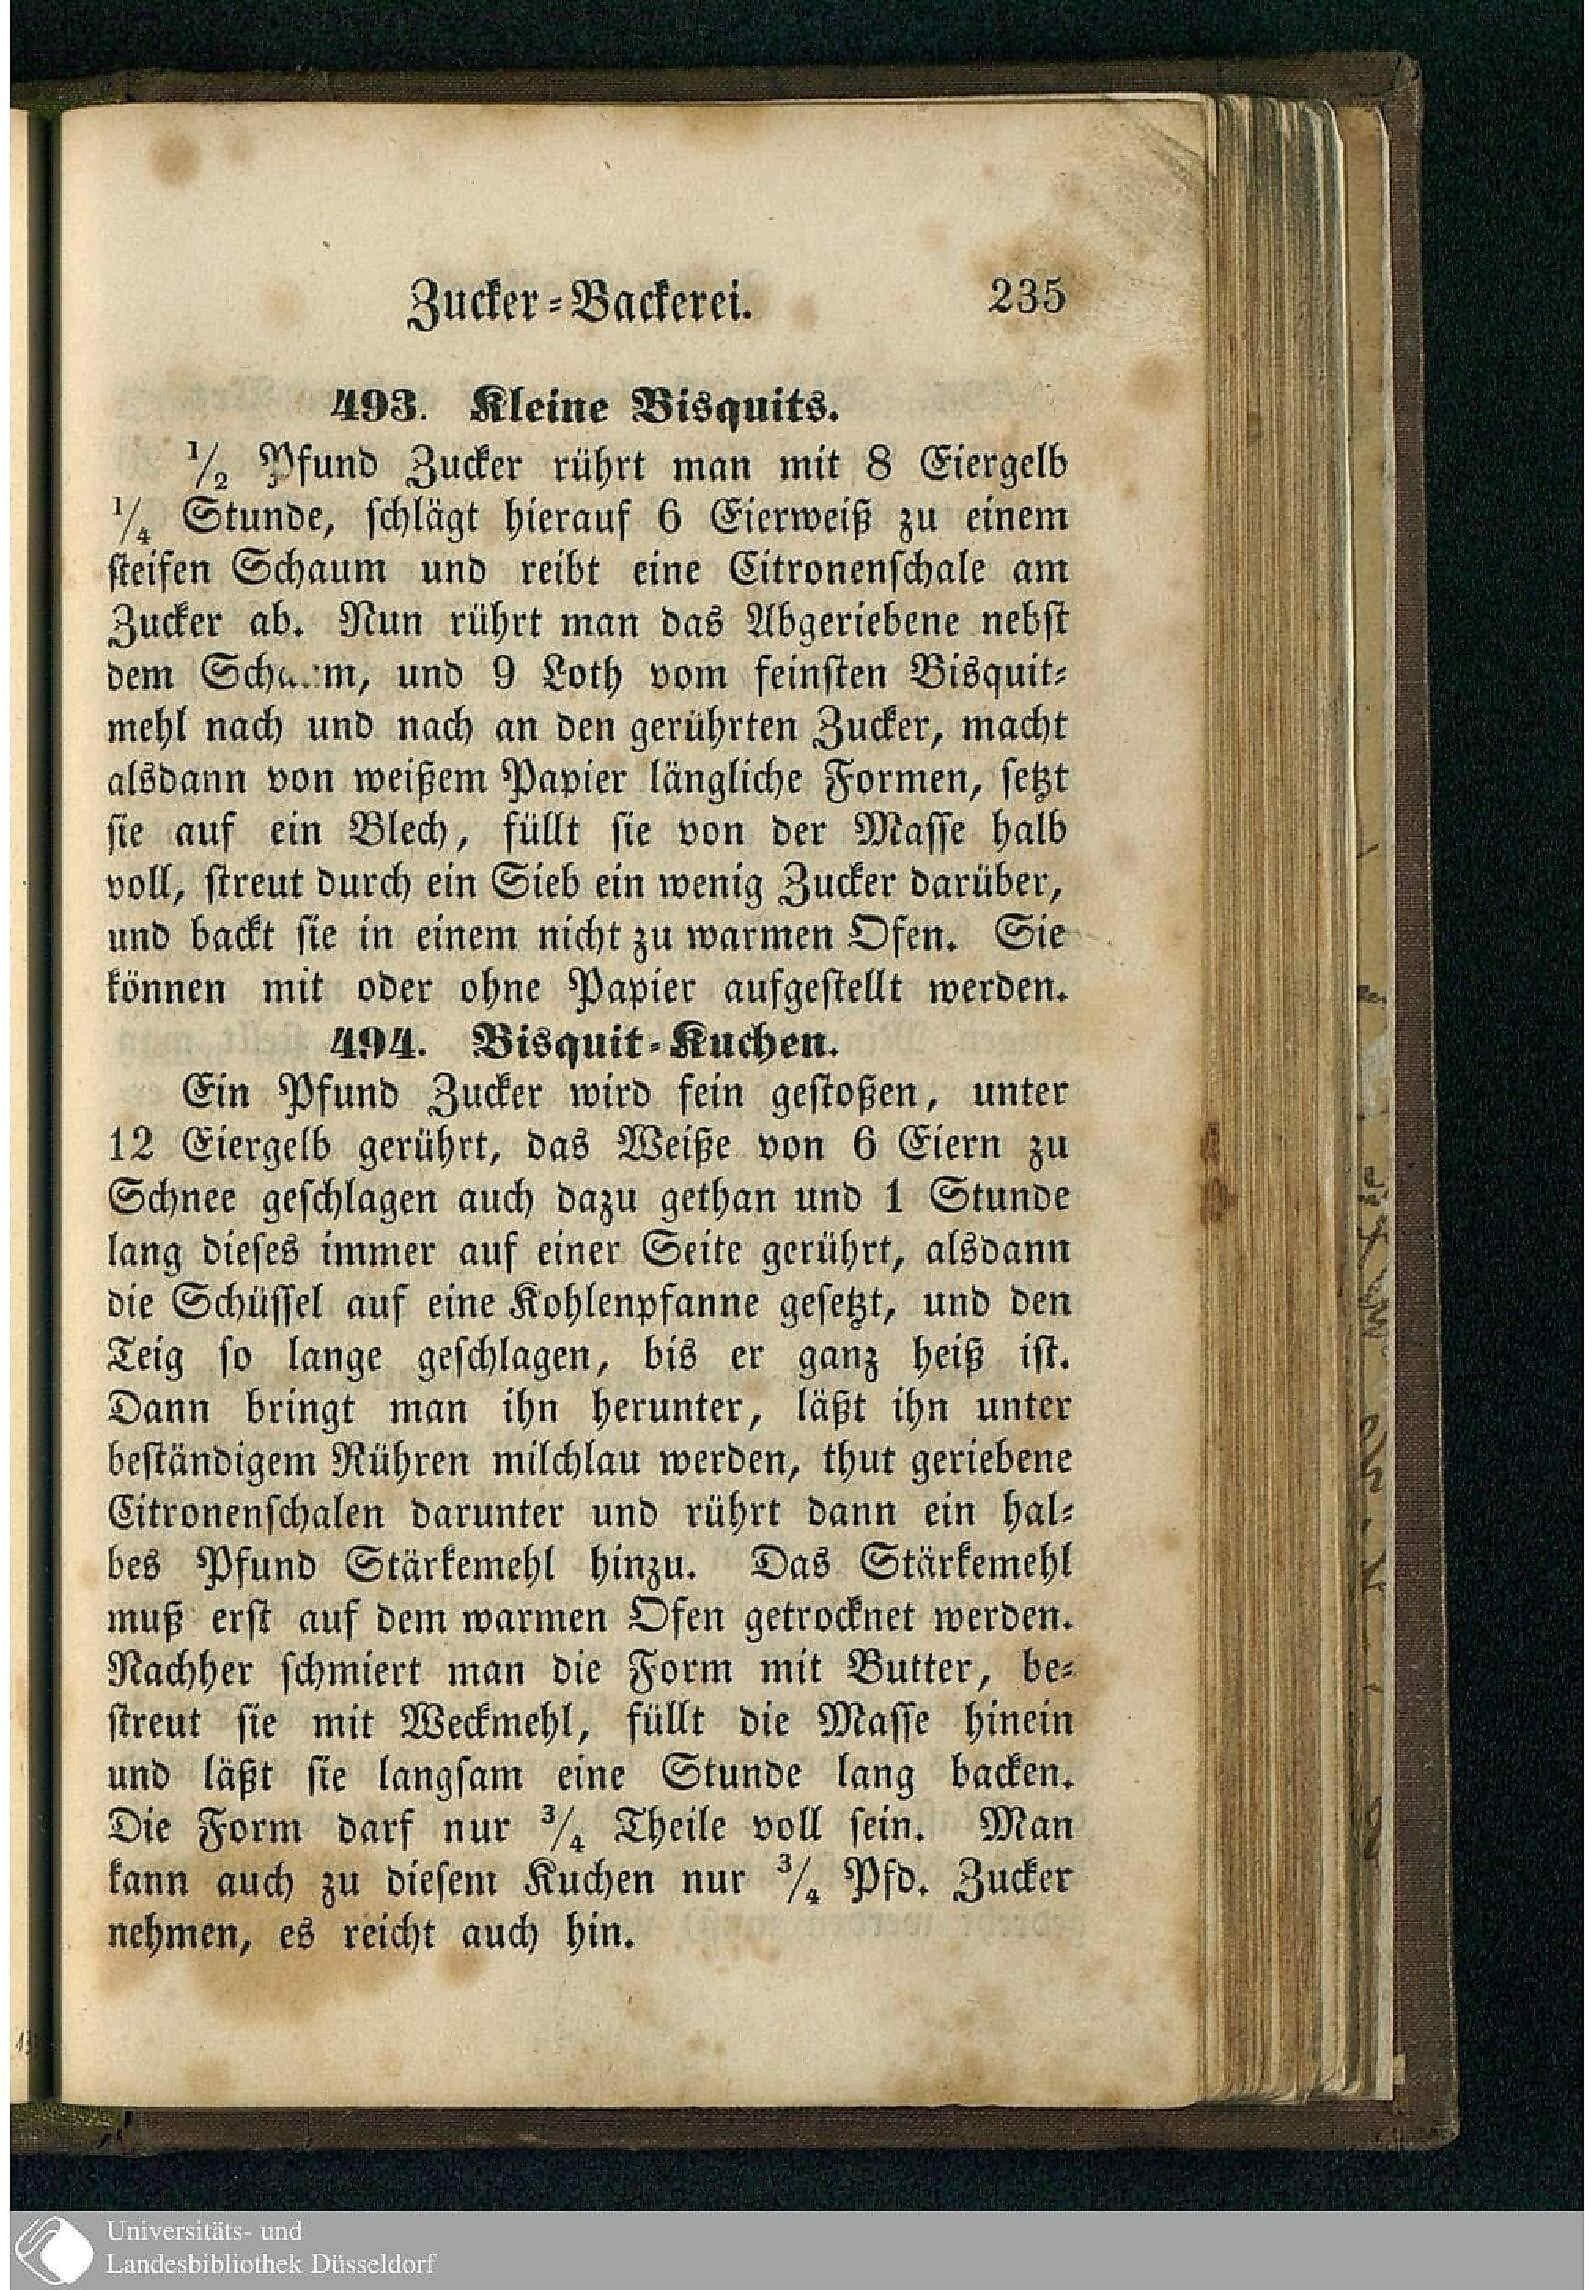 Zucker-Backerei. 235
493. Kleine Bisquits.
1/2 Pfund Zucker rührt man mit 8 Eiergelb
1/4 Stunde, schlägt hierauf 6 Eierweiß zu einem
steifen Schaum und reibt eine Citronenschale am
Zucker ab. Nun rührt man das Abgeriebene nebst
dem Schaum, und 9 Loth vom feinsten Bisquit-
mehl nach und nach an den gerührten Zucker, macht
alsdann von weißem Papier längliche Formen, setzt
sie auf ein Blech, füllt sie von der Masse halb
voll, streut durch ein Sieb ein wenig Zucker darüber,
und backt sie in einem nicht zu warmen Ofen. Sie
können mit oder ohne Papier aufgestellt werden.
494. Bisquit-Kuchen.
Ein Pfund Zucker wird fein gestoßen, unter
12 Eiergelb gerührt, das Weiße von 6 Eiern zu
Schnee geschlagen auch dazu gethan und 1 Stunde
lang dieses immer auf einer Seite gerührt, alsdann
die Schüssel auf eine Kohlenpfanne gesetzt, und den
Teig so lange geschlagen, bis er ganz heiß ist.
Dann bringt man ihn herunter, läßt ihn unter
beständigem Rühren milchlau werden, thut geriebene
Citronenschalen darunter und rührt dann ein hal-
bes Pfund Stärkemehl hinzu. Das Stärkemehl
muß erst auf dem warmen Ofen getrocknet werden.
Nachher schmiert man die Form mit Butter, be-
streut sie mit Weckmehl, füllt die Masse hinein
und läßt sie langsam eine Stunde lang backen.
Die Form darf nur 3/4 Theile voll sein. Man
kann auch zu diesem Kuchen nur 3/4 Pfd. Zucker
nehmen, es reicht auch hin.
Universitäts- und
Landesbibliothek Düsseldorf